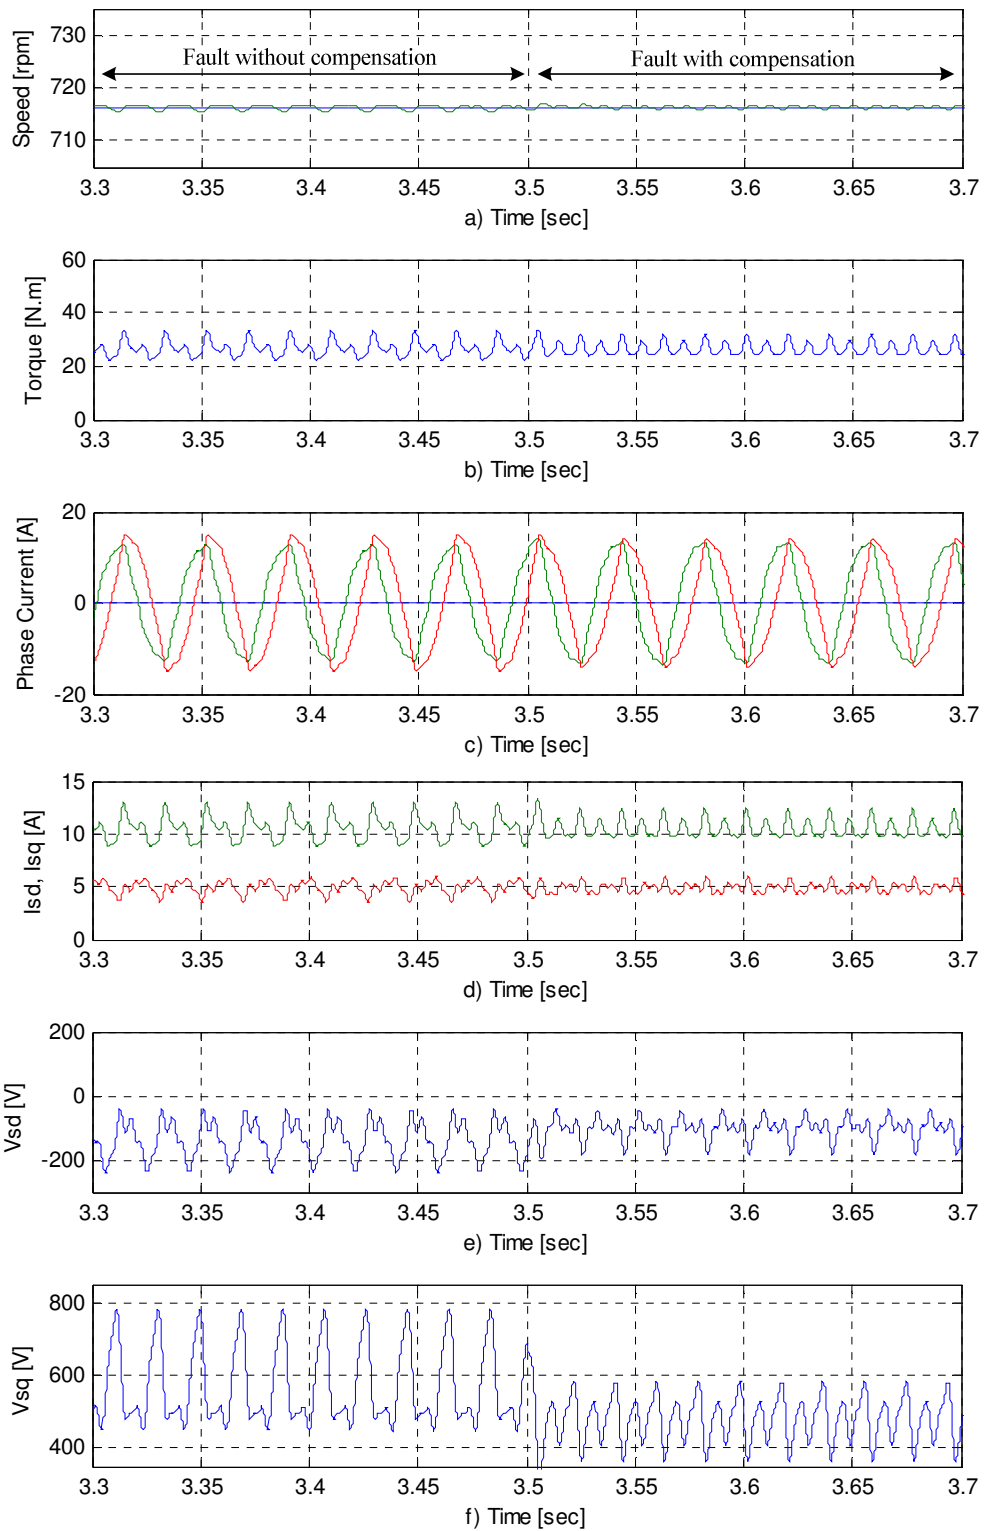 730
720
710
Speed [rpm]
Fault without compensation
Fault with compensation
3.3 3.35 3.4 3.45 3.5 3.55 3.6 3.65 3.7
a) Time [sec]
60
40
20
0
Torque [N.m]
3.3 3.35 3.4 3.45 3.5 3.55 3.6 3.65 3.7
b) Time [sec]
20
0
-20
Phase Current [A]
3.3 3.35 3.4 3.45 3.5 3.55 3.6 3.65 3.7
c) Time [sec]
15
10
5
0
Isd, Isq [A]
3.3 3.35 3.4 3.45 3.5 3.55 3.6 3.65 3.7
d) Time [sec]
200
0
-200
Vsd [V]
3.3 3.35 3.4 3.45 3.5 3.55 3.6 3.65 3.7
e) Time [sec]
800
600
400
Vsq [V]
3.3 3.35 3.4 3.45 3.5 3.55 3.6 3.65 3.7
f) Time [sec]